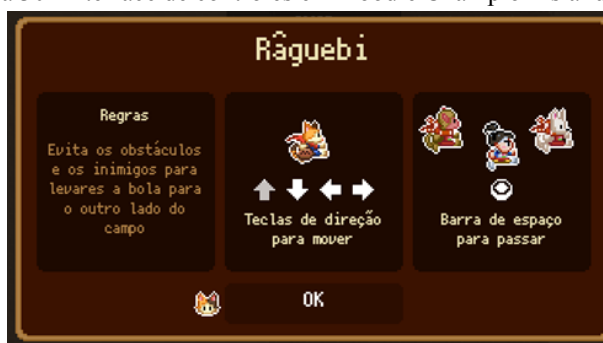 Râguebi
Regras
Evita os obstáculos
e os inimigos para
levares a bola para
o outro lado do
campo
Teclas de direção
para mover
Barra de espaço
para passar
OK